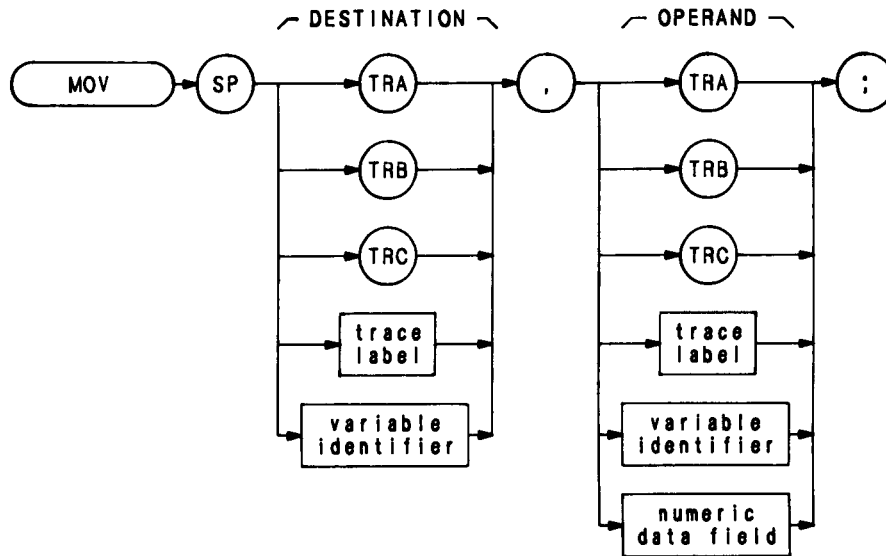 DESTINATION
OPERAND
MOV SP TRA , TRA ;
TRB TRB
TRC TRC
trace label
trace label
variable identifier
variable identifier
numeric data field